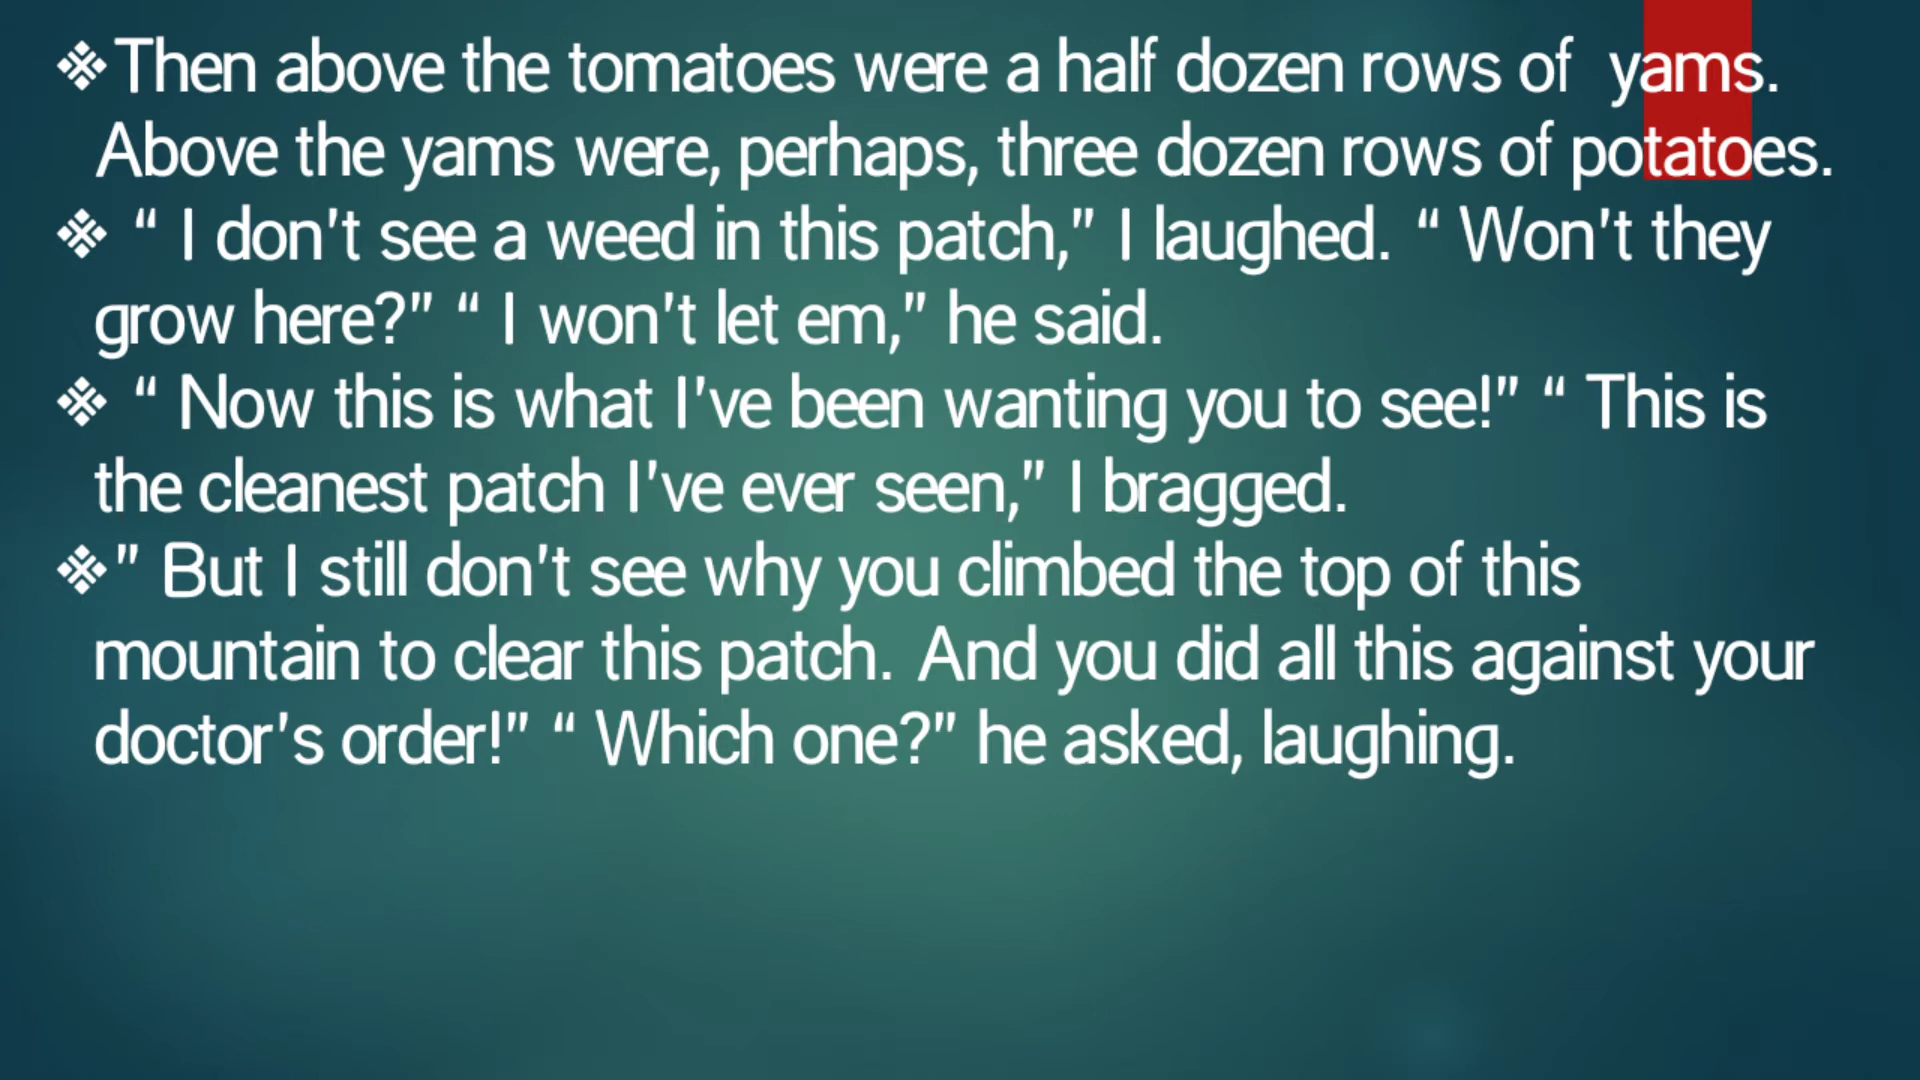 ❖Then above the tomatoes were a half dozen rows of  yams.
Above the yams were, perhaps, three dozen rows of potatoes.
❖ “ I don't see a weed in this patch,” I laughed. “ Won't they
grow here?” “ I won't let em,” he said.
❖ “ Now this is what I've been wanting you to see!” “ This is
the cleanest patch I've ever seen,” I bragged.
❖” But I still don't see why you climbed the top of this
mountain to clear this patch. And you did all this against your
doctor's order!” “ Which one?” he asked, laughing.